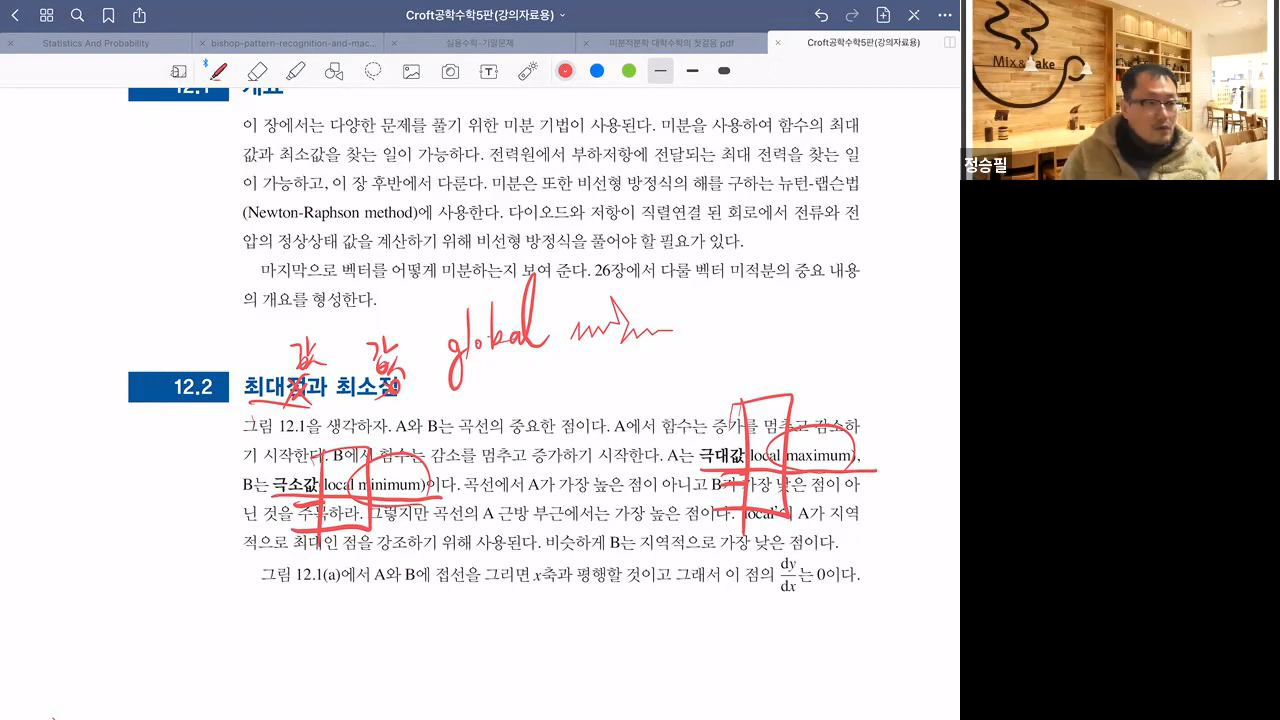 Croft공학수학5판(강의자료용)
Statistics And Probability
bishop-pattern-recognition-and-mac...
실용수학-기말문제
미분적분학 대학수학의 첫걸음.pdf
Croft공학수학5판(강의자료용)
12.1 개요
이 장에서는 다양한 문제를 풀기 위한 미분 기법이 사용된다. 미분을 사용하여 함수의 최대
값과 최소값을 찾는 일이 가능하다. 전력원에서 부하저항에 전달되는 최대 전력을 찾는 일
이 가능하고, 이 장 후반에서 다룬다. 미분은 또한 비선형 방정식의 해를 구하는 뉴턴-랩슨법
(Newton-Raphson method)에 사용한다. 다이오드와 저항이 직렬연결 된 회로에서 전류와 전
압의 정상상태 값을 계산하기 위해 비선형 방정식을 풀어야 할 필요가 있다.
마지막으로 벡터를 어떻게 미분하는지 보여 준다. 26장에서 다룰 벡터 미적분의 중요 내용
의 개요를 형성한다.
값 값 global
12.2 최대점과 최소점
그림 12.1을 생각하자. A와 B는 곡선의 중요한 점이다. A에서 함수는 증가를 멈추고 감소하
기 시작한다. B에서 함수는 감소를 멈추고 증가하기 시작한다. A는 극대값(local maximum),
B는 극소값(local minimum)이다. 곡선에서 A가 가장 높은 점이 아니고 B가 가장 낮은 점이 아
닌 것을 주목하라. 그렇지만 곡선의 A 근방 부근에서는 가장 높은 점이다. 'local'이 A가 지역
적으로 최대인 점을 강조하기 위해 사용된다. 비슷하게 B는 지역적으로 가장 낮은 점이다.
그림 12.1(a)에서 A와 B에 접선을 그리면 x축과 평행할 것이고 그래서 이 점의 dy/dx는 0이다.
Mix&
정승필